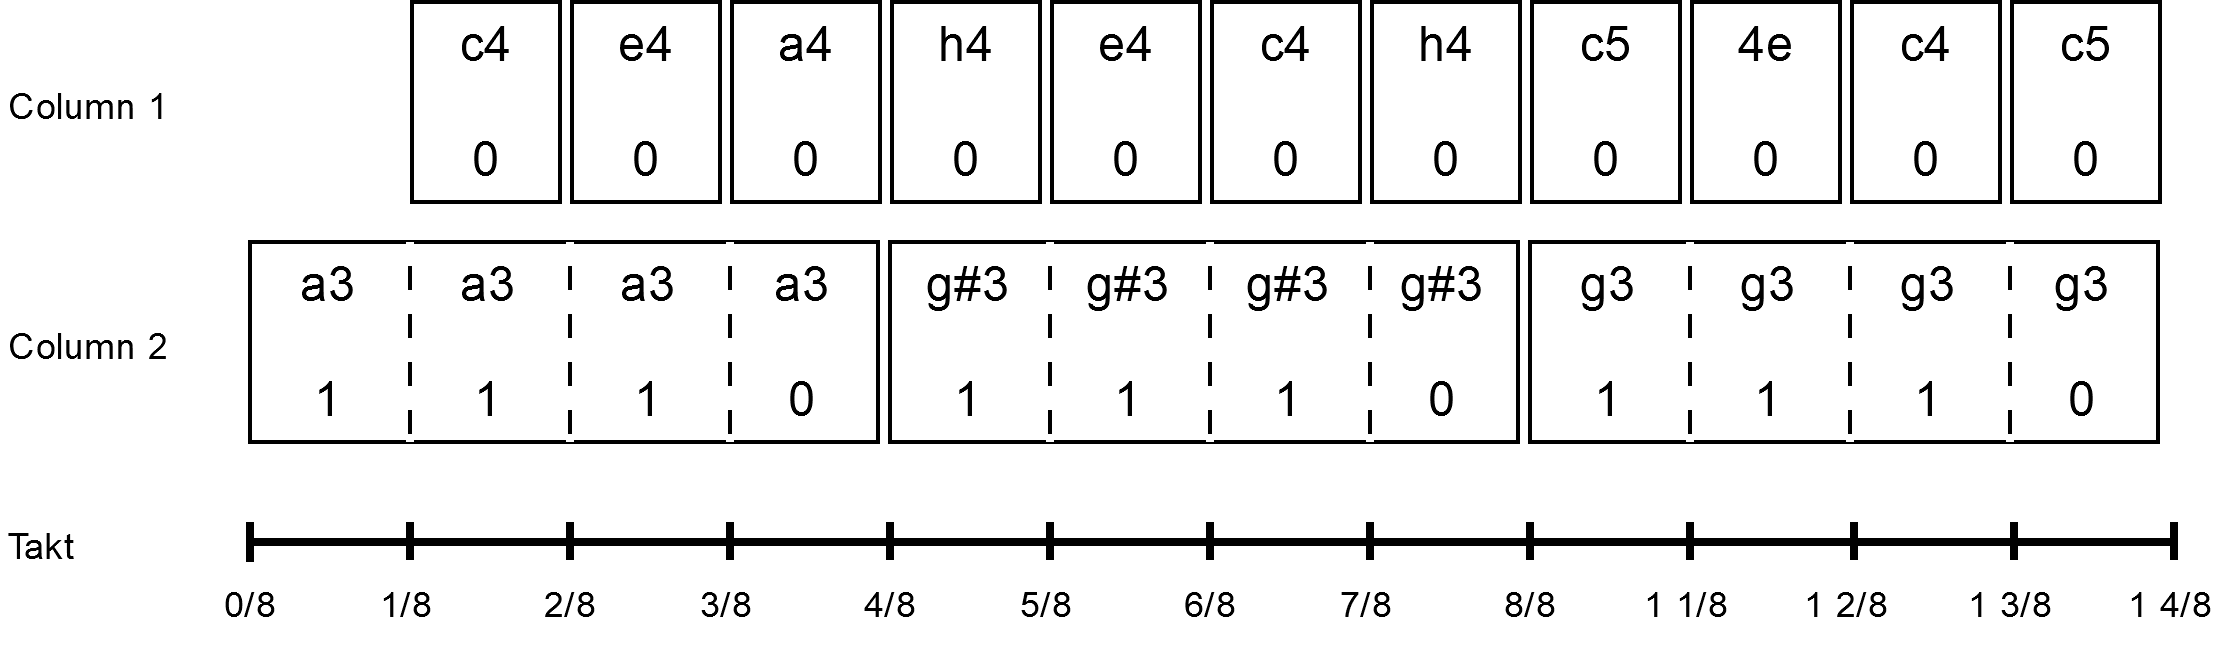 c4 e4 a4 h4 e4 c4 h4 c5 4e c4 c5
Column 1
0 0 0 0 0 0 0 0 0 0 0
a3 a3 a3 a3 g#3 g#3 g#3 g#3 g3 g3 g3 g3
Column 2
1 1 1 0 1 1 1 0 1 1 1 0
Takt
0/8 1/8 2/8 3/8 4/8 5/8 6/8 7/8 8/8 1 1/8 1 2/8 1 3/8 1 4/8